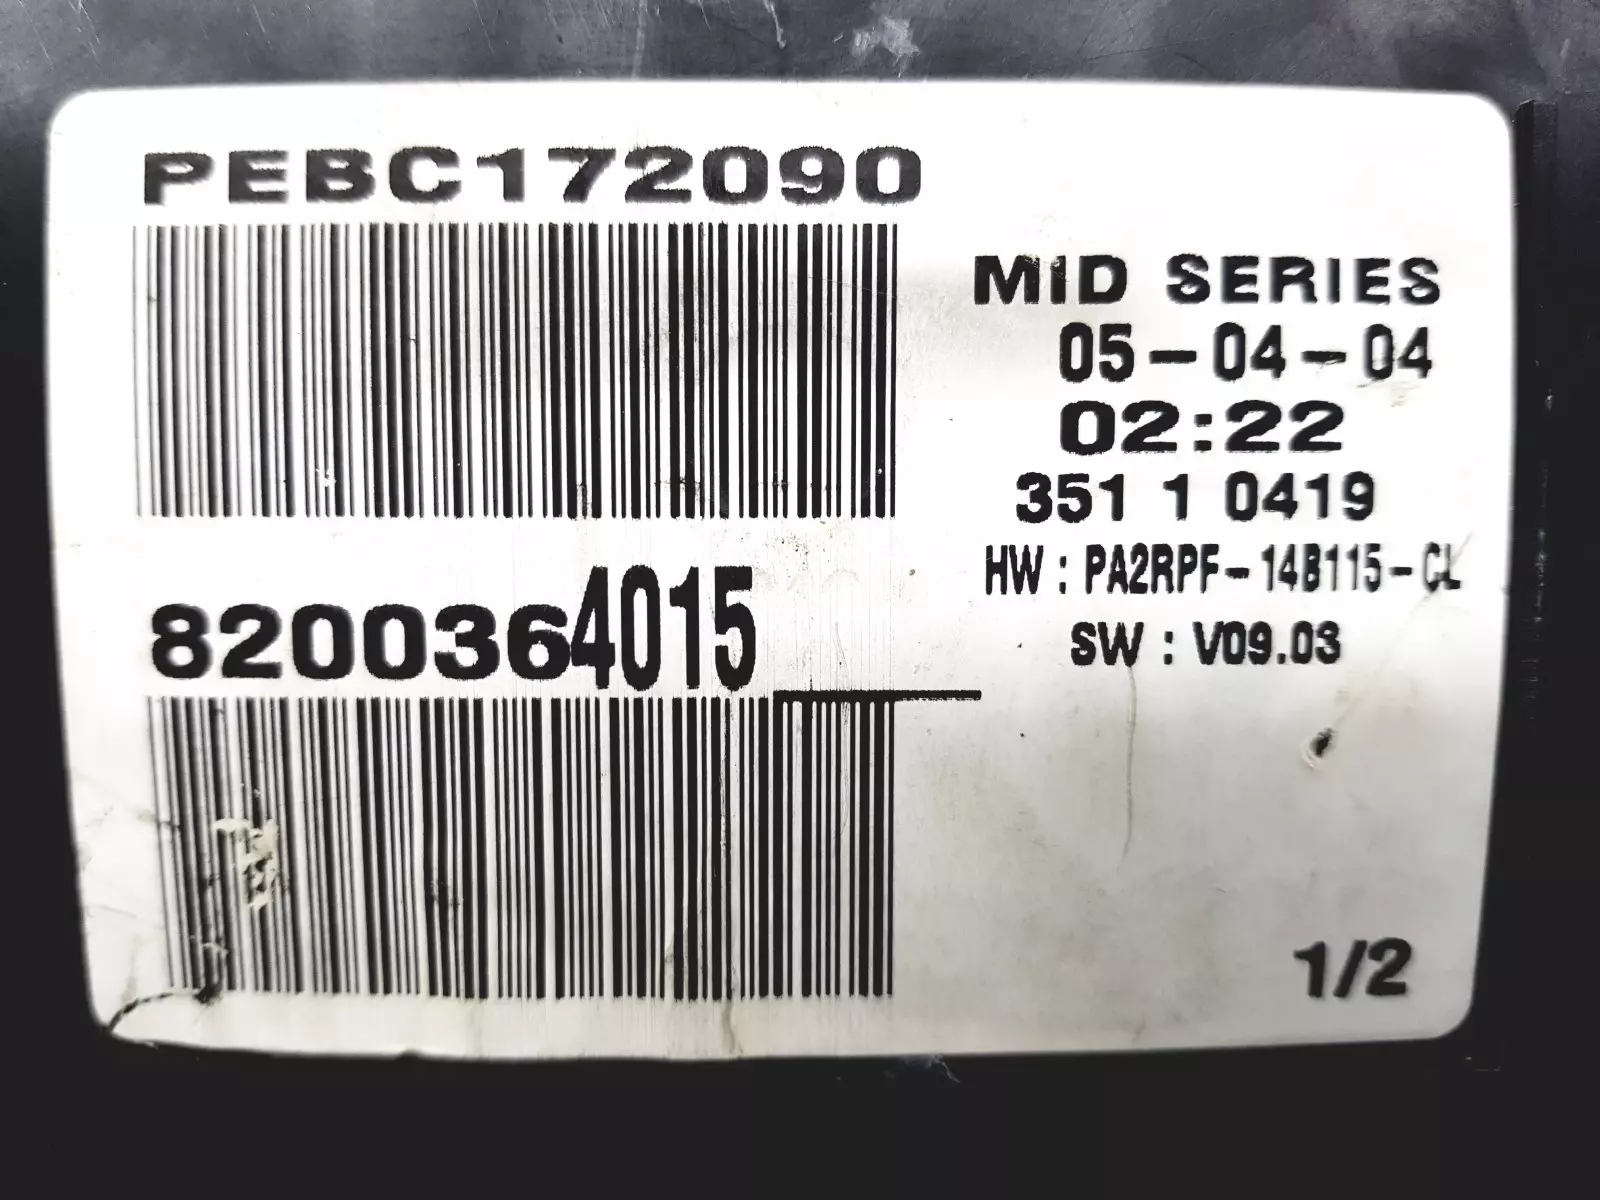 PEBC172090
MID SERIES
05-04-04
02:22
351 1 0419
HW : PA2RPF-14B115-CL
SW : V09.03
8200364015
1/2